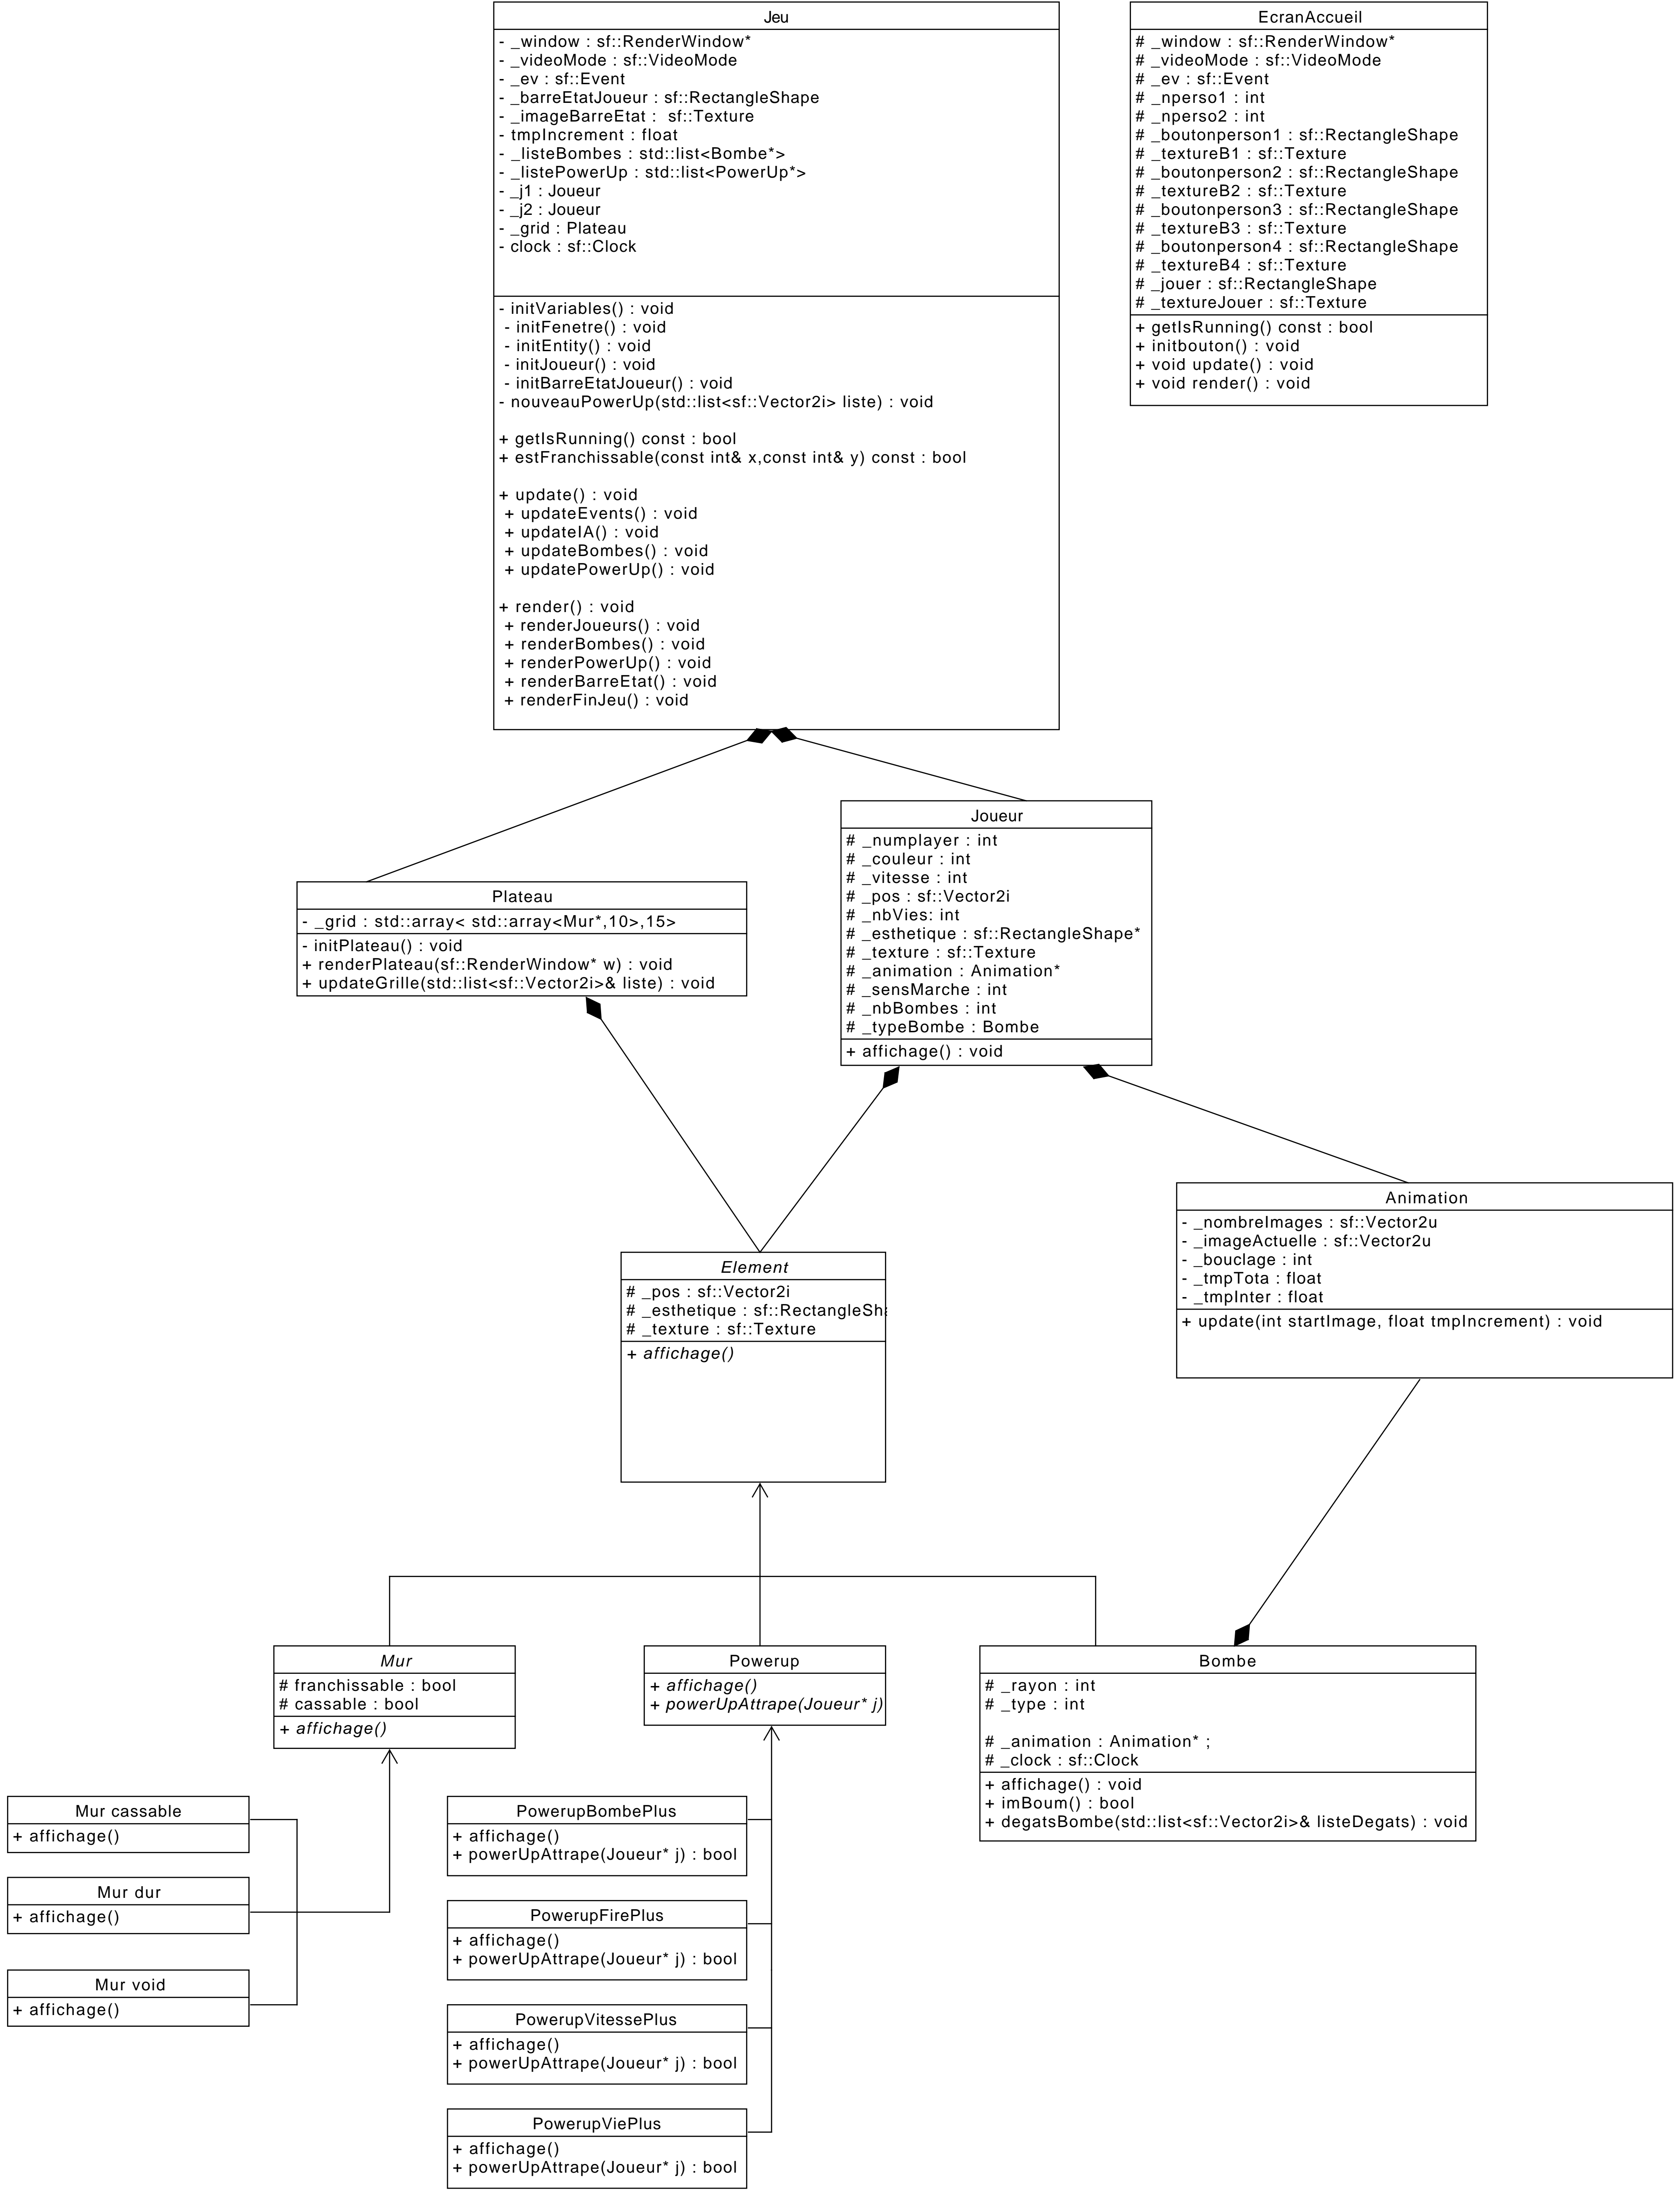 Jeu
- _window : sf::RenderWindow*
- _videoMode : sf::VideoMode
- _ev : sf::Event
- _barreEtatJoueur : sf::RectangleShape
- _imageBarreEtat :  sf::Texture
- tmpIncrement : float
- _listeBombes : std::list<Bombe*>
- _listePowerUp : std::list<PowerUp*>
- _j1 : Joueur
- _j2 : Joueur
- _grid : Plateau
- clock : sf::Clock
- initVariables() : void
- initFenetre() : void
- initEntity() : void
- initJoueur() : void
- initBarreEtatJoueur() : void
- nouveauPowerUp(std::list<sf::Vector2i> liste) : void
+ getIsRunning() const : bool
+ estFranchissable(const int& x,const int& y) const : bool
+ update() : void
+ updateEvents() : void
+ updateIA() : void
+ updateBombes() : void
+ updatePowerUp() : void
+ render() : void
+ renderJoueurs() : void
+ renderBombes() : void
+ renderPowerUp() : void
+ renderBarreEtat() : void
+ renderFinJeu() : void
EcranAccueil
# _window : sf::RenderWindow*
# _videoMode : sf::VideoMode
# _ev : sf::Event
# _nperso1 : int
# _nperso2 : int
# _boutonperson1 : sf::RectangleShape
# _textureB1 : sf::Texture
# _boutonperson2 : sf::RectangleShape
# _textureB2 : sf::Texture
# _boutonperson3 : sf::RectangleShape
# _textureB3 : sf::Texture
# _boutonperson4 : sf::RectangleShape
# _textureB4 : sf::Texture
# _jouer : sf::RectangleShape
# _textureJouer : sf::Texture
+ getIsRunning() const : bool
+ initbouton() : void
+ void update() : void
+ void render() : void
Plateau
- _grid : std::array< std::array<Mur*,10>,15>
- initPlateau() : void
+ renderPlateau(sf::RenderWindow* w) : void
+ updateGrille(std::list<sf::Vector2i>& liste) : void
Joueur
# _numplayer : int
# _couleur : int
# _vitesse : int
# _pos : sf::Vector2i
# _nbVies: int
# _esthetique : sf::RectangleShape*
# _texture : sf::Texture
# _animation : Animation*
# _sensMarche : int
# _nbBombes : int
# _typeBombe : Bombe
+ affichage() : void
Element
# _pos : sf::Vector2i
# _esthetique : sf::RectangleSha
# _texture : sf::Texture
+ affichage()
Animation
- _nombreImages : sf::Vector2u
- _imageActuelle : sf::Vector2u
- _bouclage : int
- _tmpTota : float
- _tmpInter : float
+ update(int startImage, float tmpIncrement) : void
Mur
# franchissable : bool
# cassable : bool
+ affichage()
Powerup
+ affichage()
+ powerUpAttrape(Joueur* j)
Bombe
# _rayon : int
# _type : int
# _animation : Animation* ;
# _clock : sf::Clock
+ affichage() : void
+ imBoum() : bool
+ degatsBombe(std::list<sf::Vector2i>& listeDegats) : void
Mur cassable
+ affichage()
Mur dur
+ affichage()
Mur void
+ affichage()
PowerupBombePlus
+ affichage()
+ powerUpAttrape(Joueur* j) : bool
PowerupFirePlus
+ affichage()
+ powerUpAttrape(Joueur* j) : bool
PowerupVitessePlus
+ affichage()
+ powerUpAttrape(Joueur* j) : bool
PowerupViePlus
+ affichage()
+ powerUpAttrape(Joueur* j) : bool